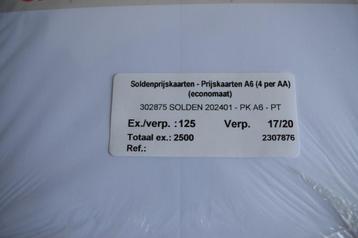 Soldenprijskaarten - Prijskaarten A6 (4 per AA)
(economaat)
302875 SOLDEN 202401 - PK A6 - PT
Ex./verp. :125 Verp. 17/20
Totaal ex.: 2500 2307876
Ref.: